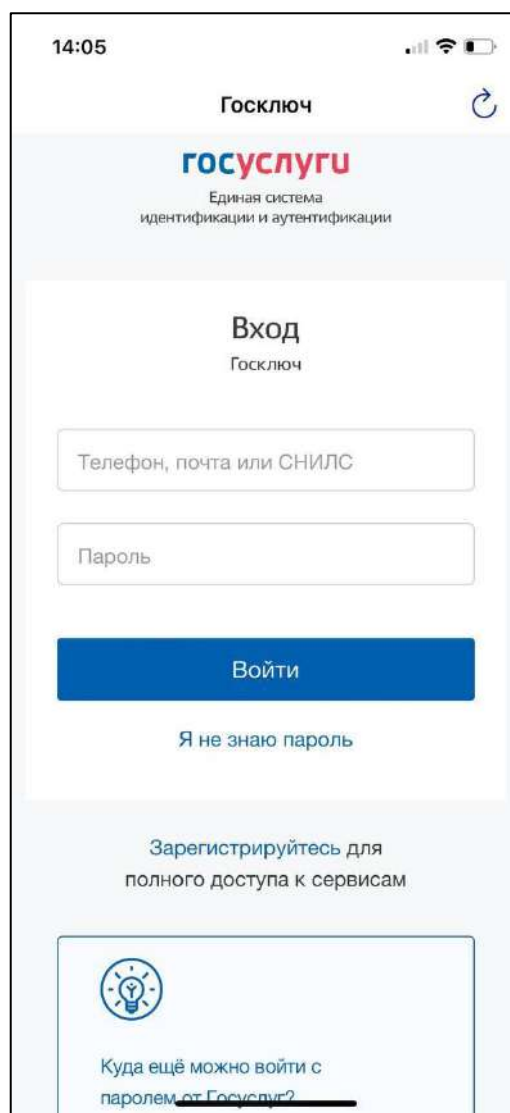 14:05
Госключ
госуслуги
Единая система
идентификации и аутентификации
Вход
Госключ
Телефон, почта или СНИЛС
Пароль
Войти
Я не знаю пароль
Зарегистрируйтесь для
полного доступа к сервисам
Куда ещё можно войти с
паролем от Госуслуг?